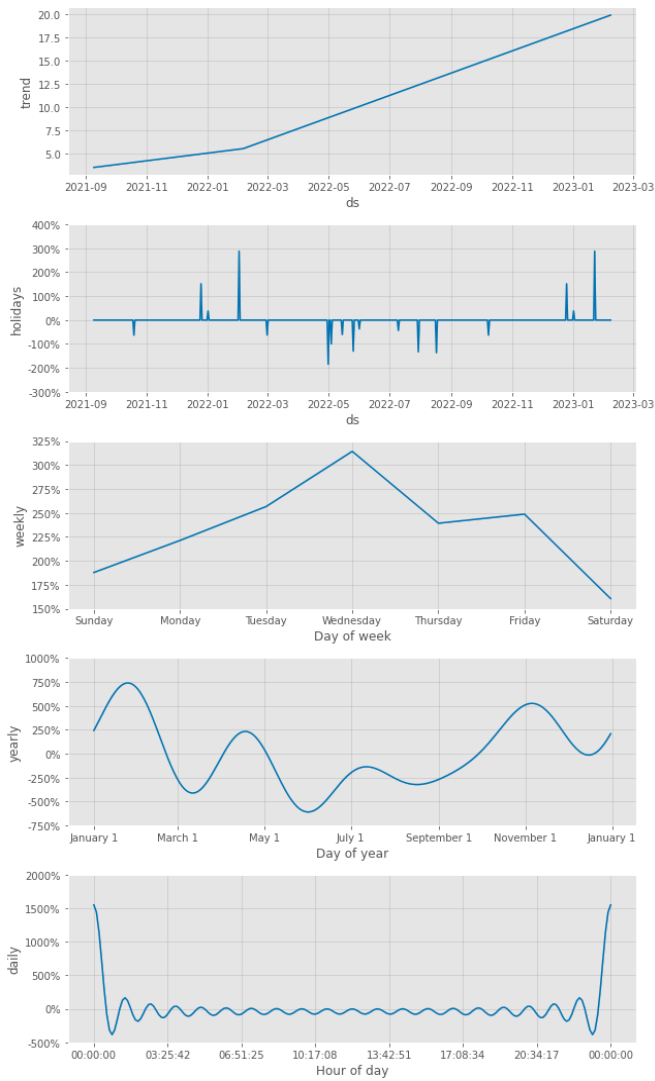 20.0
17.5
15.0
12.5
10.0
7.5
5.0
trend
2021-09 2021-11 2022-01 2022-03 2022-05 2022-07 2022-09 2022-11 2023-01 2023-03
ds
400%
300%
200%
100%
0%
-100%
-200%
-300%
holidays
2021-09 2021-11 2022-01 2022-03 2022-05 2022-07 2022-09 2022-11 2023-01 2023-03
ds
325%
300%
275%
250%
225%
200%
175%
150%
weekly
Sunday Monday Tuesday Wednesday Thursday Friday Saturday
Day of week
1000%
750%
500%
250%
0%
-250%
-500%
-750%
yearly
January 1 March 1 May 1 July 1 September 1 November 1 January 1
Day of year
2000%
1500%
1000%
500%
0%
-500%
daily
00:00:00 03:25:42 06:51:25 10:17:08 13:42:51 17:08:34 20:34:17 00:00:00
Hour of day